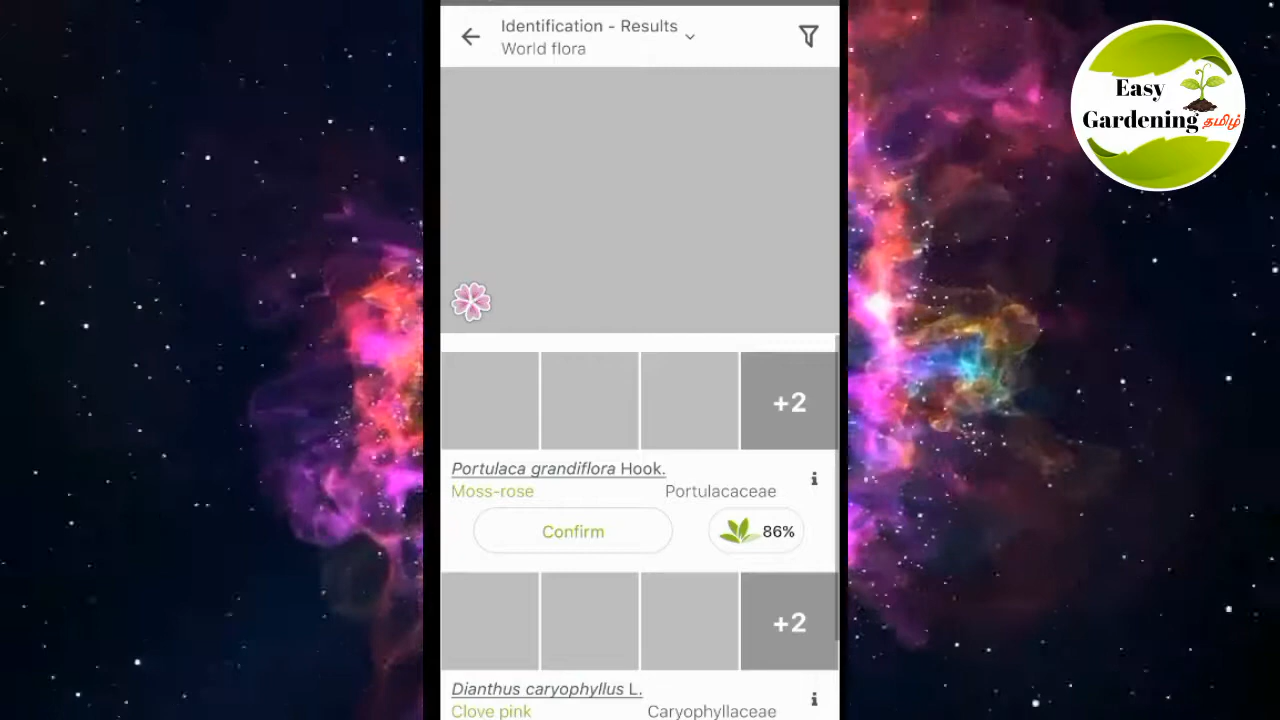 Identification - Results
World flora
Easy
Gardening தமிழ்
+2
Portulaca grandiflora Hook.
Moss-rose Portulacaceae
Confirm 86%
+2
Dianthus caryophyllus L.
Clove pink Caryophyllaceae